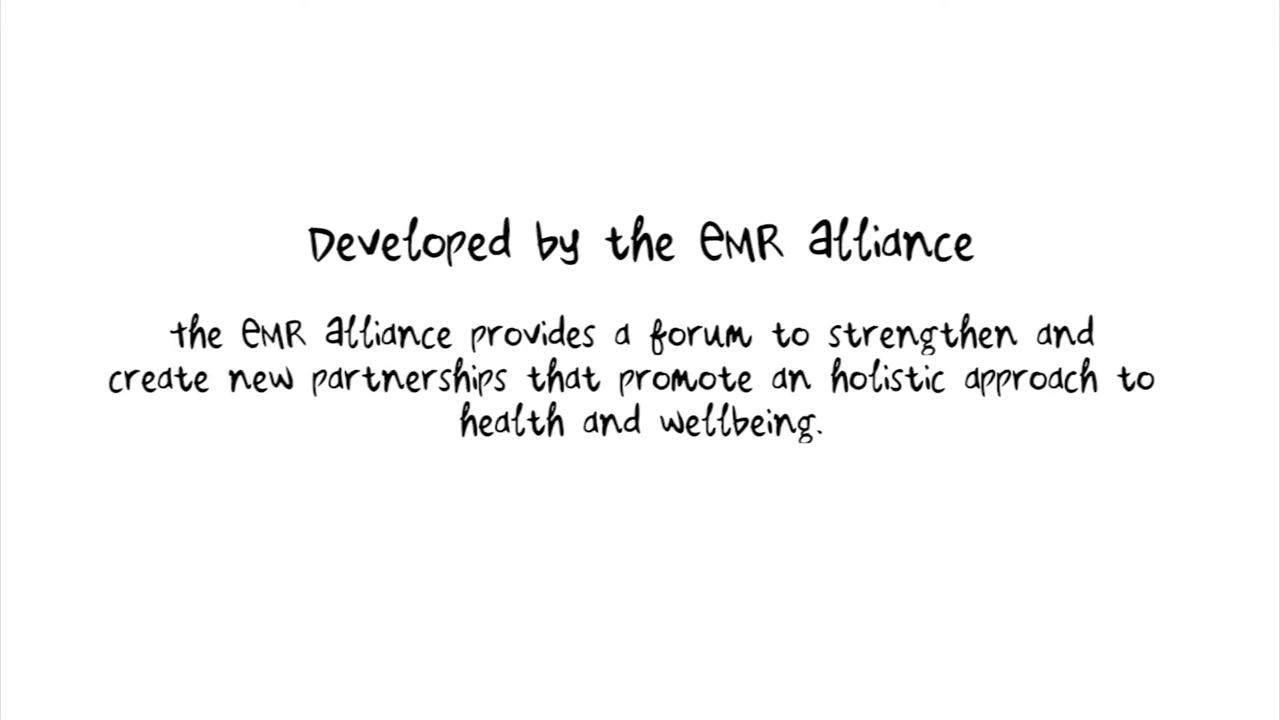 Developed by the EMR Alliance
the EMR Alliance provides a forum to strengthen and
create new partnerships that promote an holistic approach to
health and wellbeing.